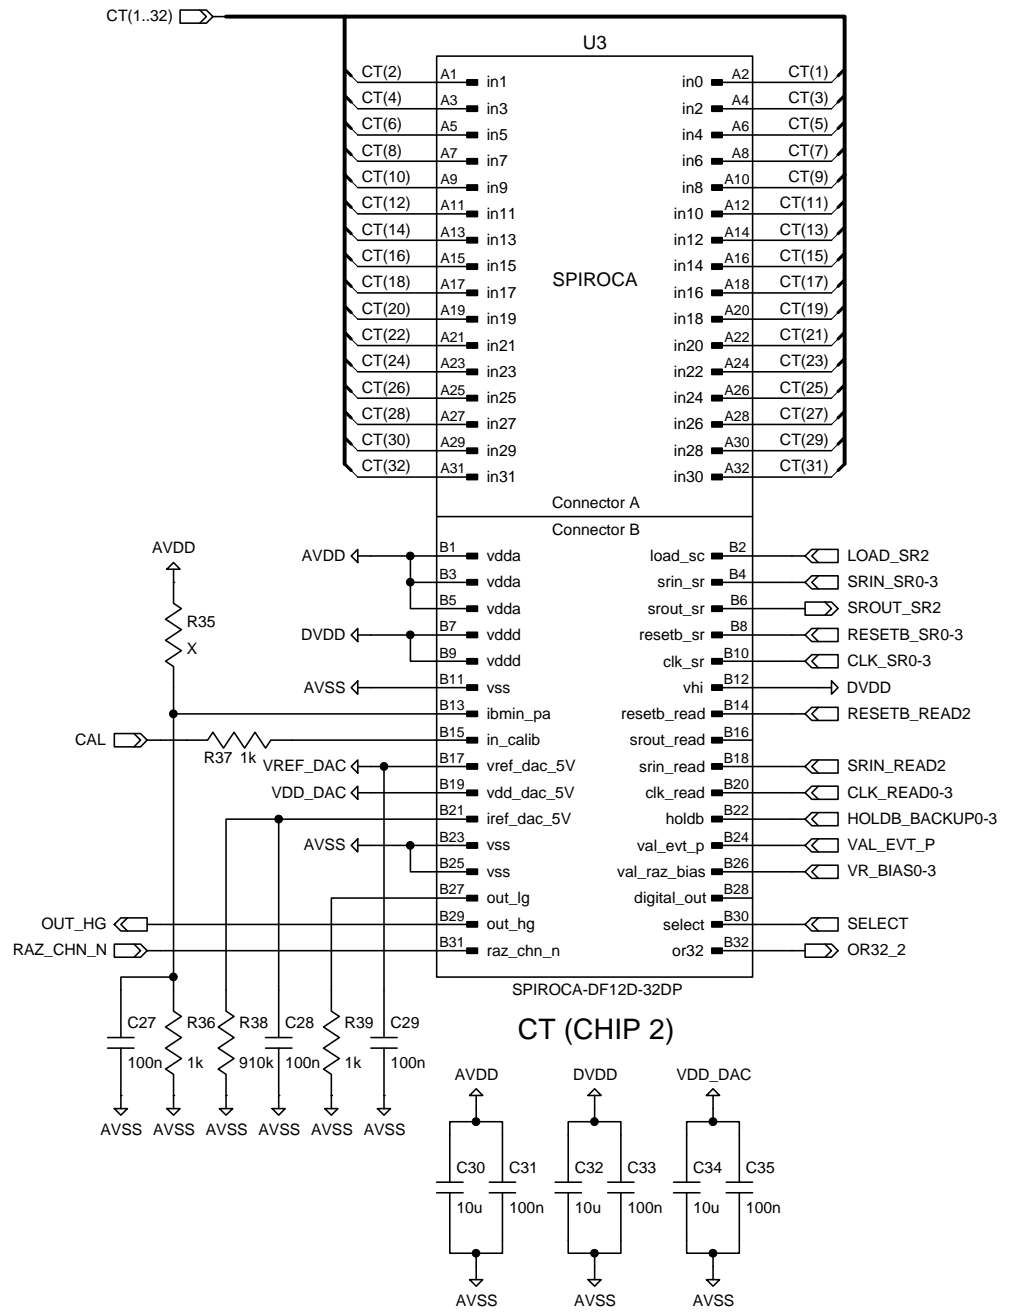 CT(1..32)
U3
CT(2) A1 in1 in0 A2 CT(1)
CT(4) A3 in3 in2 A4 CT(3)
CT(6) A5 in5 in4 A6 CT(5)
CT(8) A7 in7 in6 A8 CT(7)
CT(10) A9 in9 in8 A10 CT(9)
CT(12) A11 in11 in10 A12 CT(11)
CT(14) A13 in13 in12 A14 CT(13)
CT(16) A15 in15 in14 A16 CT(15)
SPIROCA
CT(18) A17 in17 in16 A18 CT(17)
CT(20) A19 in19 in18 A20 CT(19)
CT(22) A21 in21 in20 A22 CT(21)
CT(24) A23 in23 in22 A24 CT(23)
CT(26) A25 in25 in24 A26 CT(25)
CT(28) A27 in27 in26 A28 CT(27)
CT(30) A29 in29 in28 A30 CT(29)
CT(32) A31 in31 in30 A32 CT(31)
Connector A
Connector B
AVDD
AVDD B1 vdda load_sc B2 LOAD_SR2
B3 vdda srin_sr B4 SRIN_SR0-3
B5 vdda srout_sr B6 SROUT_SR2
R35
X
DVDD B7 vddd resetb_sr B8 RESETB_SR0-3
B9 vddd clk_sr B10 CLK_SR0-3
AVSS B11 vss vhi B12 DVDD
B13 ibmin_pa resetb_read B14 RESETB_READ2
CAL R37 1k B15 in_calib srout_read B16
VREF_DAC B17 vref_dac_5V srin_read B18 SRIN_READ2
VDD_DAC B19 vdd_dac_5V clk_read B20 CLK_READ0-3
B21 iref_dac_5V holdb B22 HOLDB_BACKUP0-3
AVSS B23 vss val_evt_p B24 VAL_EVT_P
B25 vss val_raz_bias B26 VR_BIAS0-3
B27 out_lg digital_out B28
OUT_HG B29 out_hg select B30 SELECT
RAZ_CHN_N B31 raz_chn_n or32 B32 OR32_2
SPIROCA-DF12D-32DP
CT (CHIP 2)
C27 R36 R38 C28 R39 C29
100n 1k 910k 100n 1k 100n
AVSS AVSS AVSS AVSS AVSS AVSS
AVDD DVDD VDD_DAC
C30 C31 C32 C33 C34 C35
10u 100n 10u 100n 10u 100n
AVSS AVSS AVSS